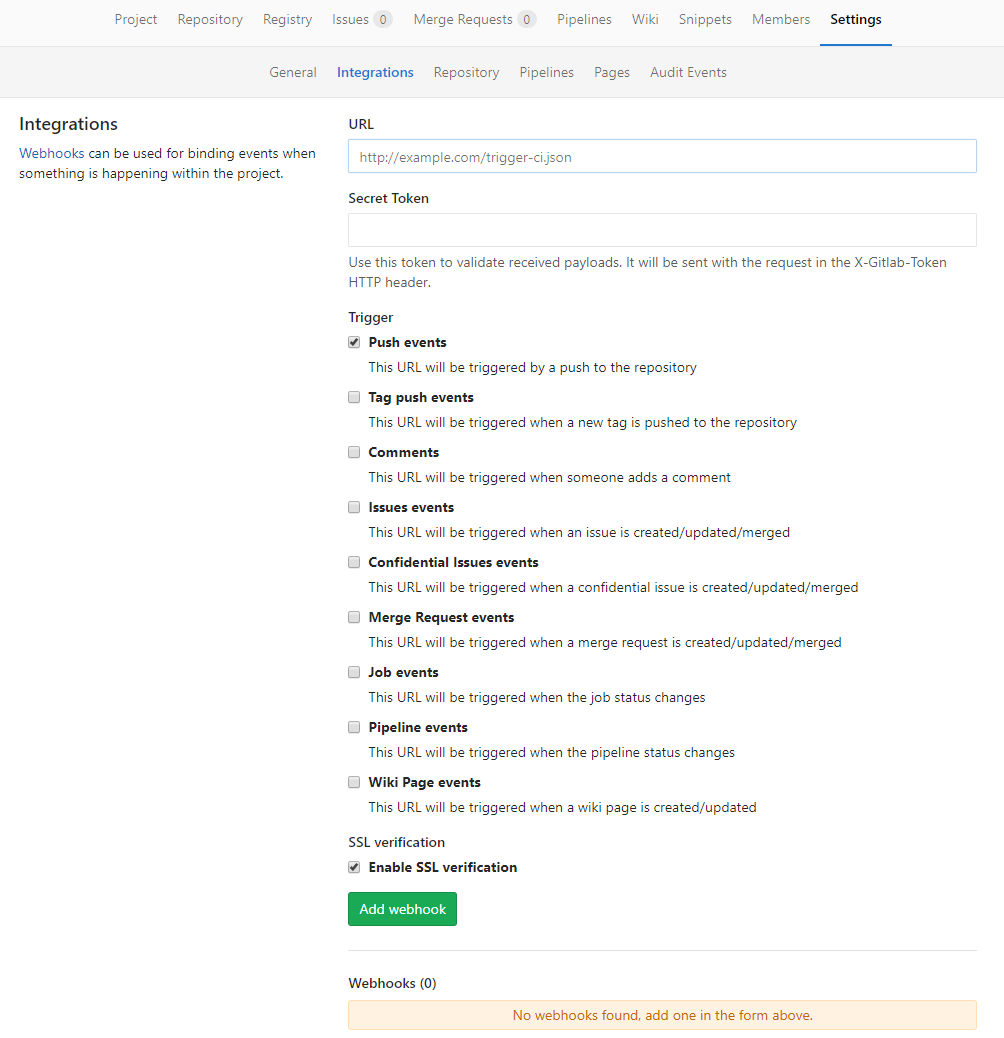 Project Repository Registry Issues 0 Merge Requests 0 Pipelines Wiki Snippets Members Settings
General Integrations Repository Pipelines Pages Audit Events
Integrations
Webhooks can be used for binding events when
something is happening within the project.
URL
http://example.com/trigger-ci.json
Secret Token
Use this token to validate received payloads. It will be sent with the request in the X-Gitlab-Token
HTTP header.
Trigger
Push events
This URL will be triggered by a push to the repository
Tag push events
This URL will be triggered when a new tag is pushed to the repository
Comments
This URL will be triggered when someone adds a comment
Issues events
This URL will be triggered when an issue is created/updated/merged
Confidential Issues events
This URL will be triggered when a confidential issue is created/updated/merged
Merge Request events
This URL will be triggered when a merge request is created/updated/merged
Job events
This URL will be triggered when the job status changes
Pipeline events
This URL will be triggered when the pipeline status changes
Wiki Page events
This URL will be triggered when a wiki page is created/updated
SSL verification
Enable SSL verification
Add webhook
Webhooks (0)
No webhooks found, add one in the form above.